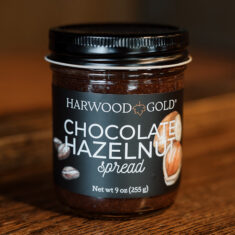 HARWOOD GOLD®
CHOCOLATE
HAZELNUT
spread
Net wt 9 oz (255 g)